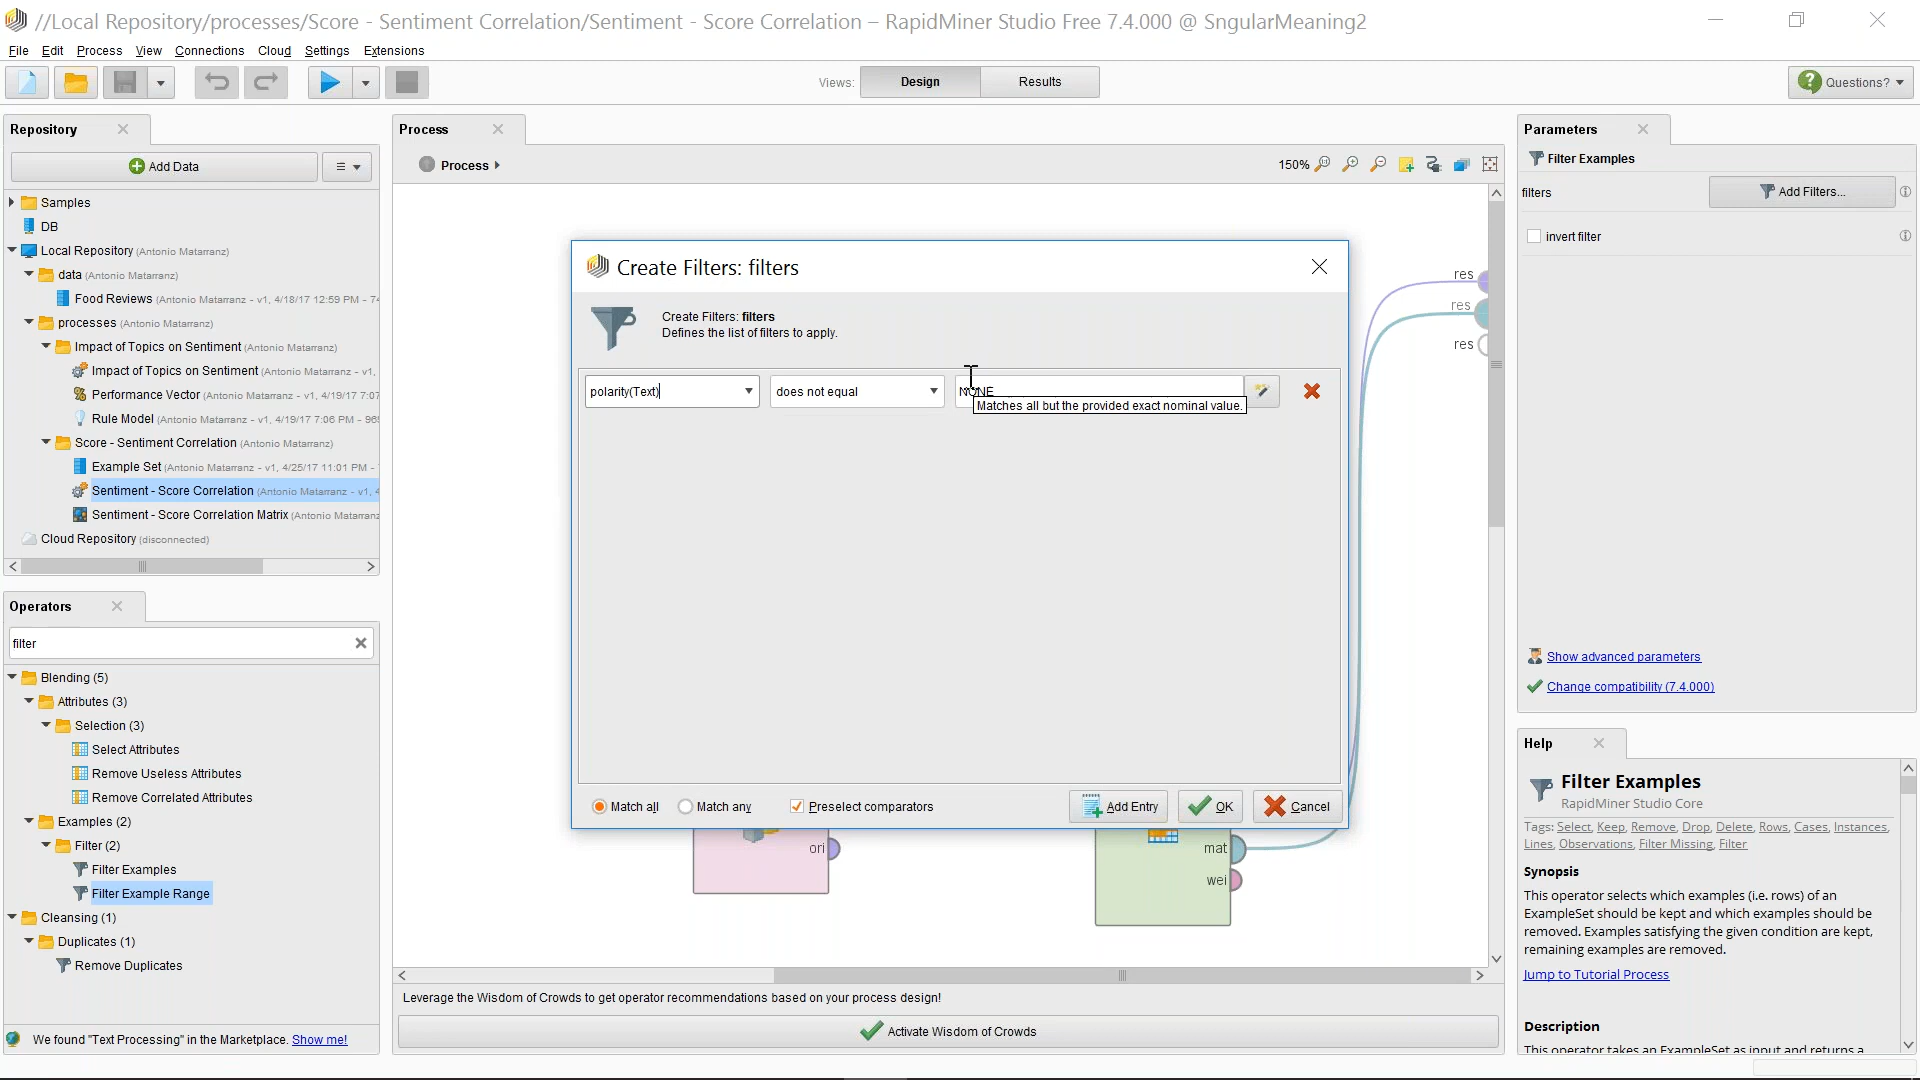 //Local Repository/processes/Score - Sentiment Correlation/Sentiment - Score Correlation – RapidMiner Studio Free 7.4.000 @ SngularMeaning2
File Edit Process View Connections Cloud Settings Extensions
Views: Design Results
Questions?
Repository
Add Data
Samples
DB
Local Repository (Antonio Matarranz)
data (Antonio Matarranz)
Food Reviews (Antonio Matarranz - v1, 4/18/17 12:59 PM - 74
processes (Antonio Matarranz)
Impact of Topics on Sentiment (Antonio Matarranz)
Impact of Topics on Sentiment (Antonio Matarranz - v1,
Performance Vector (Antonio Matarranz - v1, 4/19/17 7:07
Rule Model (Antonio Matarranz - v1, 4/19/17 7:06 PM - 965
Score - Sentiment Correlation (Antonio Matarranz)
Example Set (Antonio Matarranz - v1, 4/25/17 11:01 PM -
Sentiment - Score Correlation (Antonio Matarranz - v1, 4
Sentiment - Score Correlation Matrix (Antonio Matarranz
Cloud Repository (disconnected)
Operators
filter
Blending (5)
Attributes (3)
Selection (3)
Select Attributes
Remove Useless Attributes
Remove Correlated Attributes
Examples (2)
Filter (2)
Filter Examples
Filter Example Range
Cleansing (1)
Duplicates (1)
Remove Duplicates
We found "Text Processing" in the Marketplace. Show me!
Process
Process
150%
res
res
res
Create Filters: filters
Create Filters: filters
Defines the list of filters to apply.
polarity(Text) does not equal NONE
Matches all but the provided exact nominal value.
Match all Match any Preselect comparators Add Entry OK Cancel
ori
mat
wei
Leverage the Wisdom of Crowds to get operator recommendations based on your process design!
Activate Wisdom of Crowds
Parameters
Filter Examples
filters Add Filters...
invert filter
Show advanced parameters
Change compatibility (7.4.000)
Help
Filter Examples
RapidMiner Studio Core
Tags: Select, Keep, Remove, Drop, Delete, Rows, Cases, Instances,
Lines, Observations, Filter Missing, Filter
Synopsis
This operator selects which examples (i.e. rows) of an
ExampleSet should be kept and which examples should be
removed. Examples satisfying the given condition are kept,
remaining examples are removed.
Jump to Tutorial Process
Description
This operator takes an ExampleSet as input and returns a